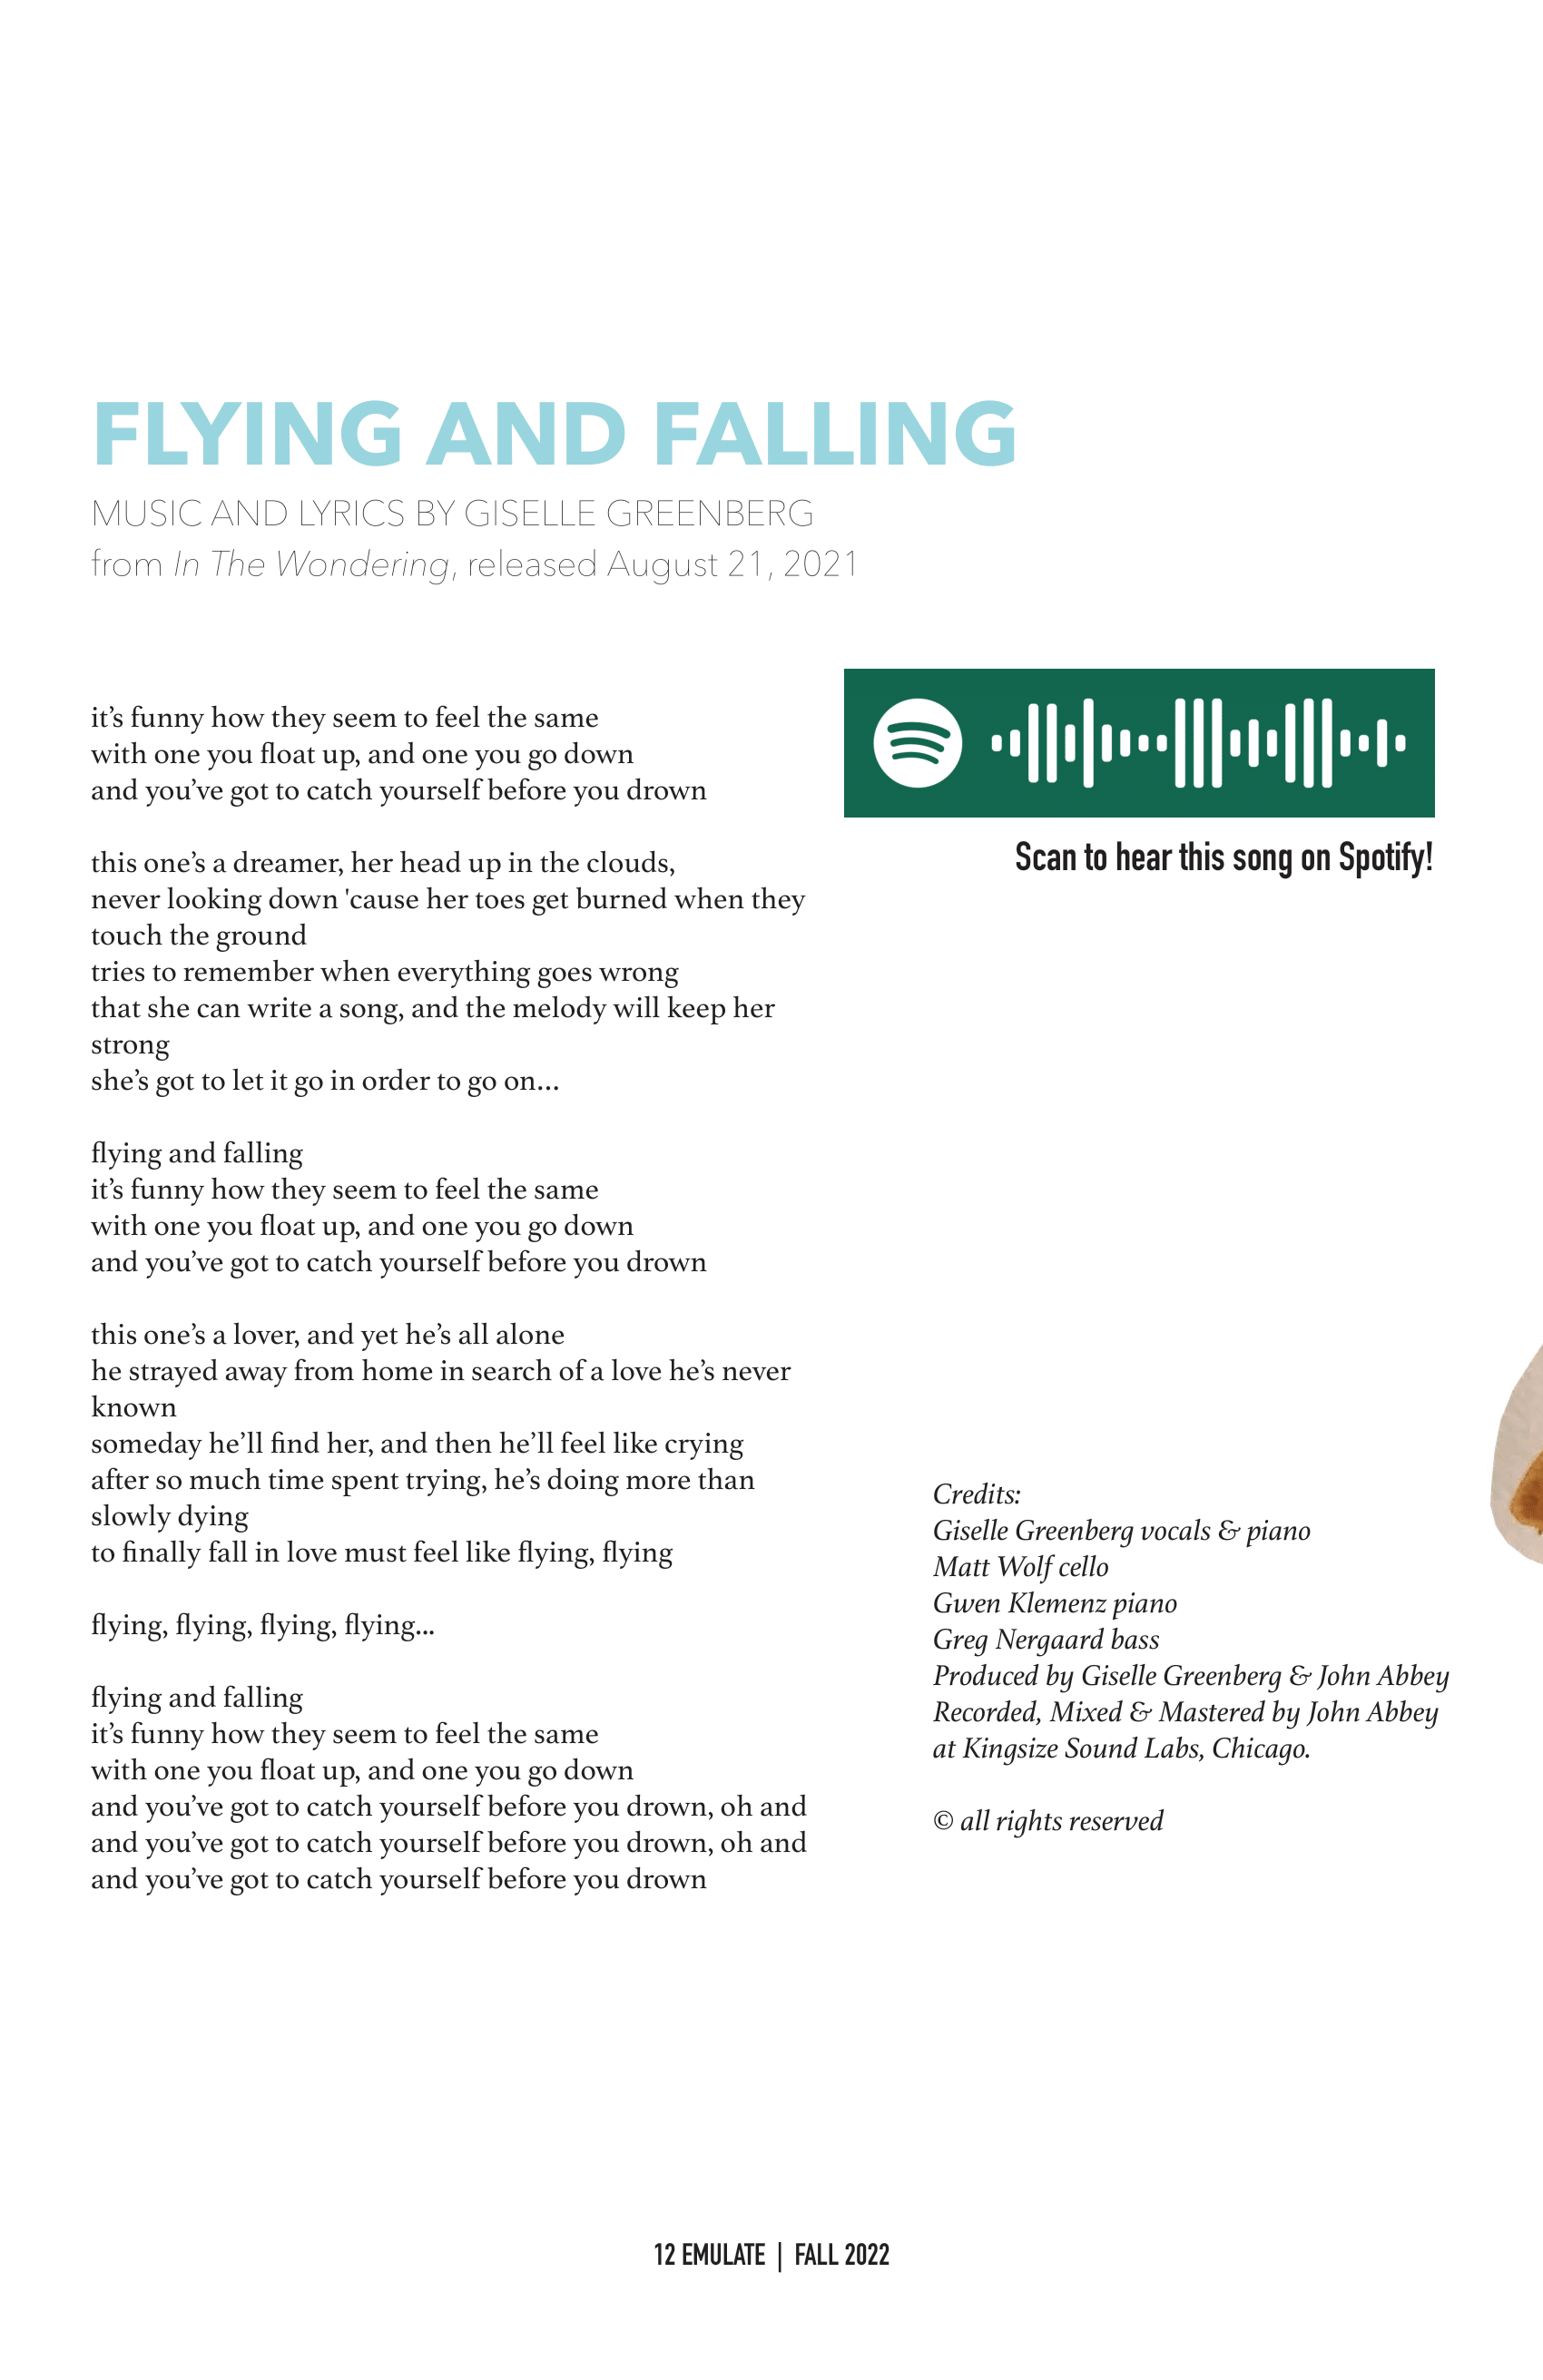 FLYING AND FALLING
MUSIC AND LYRICS BY GISELLE GREENBERG
from In The Wondering, released August 21, 2021
it’s funny how they seem to feel the same
with one you float up, and one you go down
and you’ve got to catch yourself before you drown
this one’s a dreamer, her head up in the clouds,
never looking down 'cause her toes get burned when they
touch the ground
tries to remember when everything goes wrong
that she can write a song, and the melody will keep her
strong
she’s got to let it go in order to go on…
flying and falling
it’s funny how they seem to feel the same
with one you float up, and one you go down
and you’ve got to catch yourself before you drown
this one’s a lover, and yet he’s all alone
he strayed away from home in search of a love he’s never
known
someday he’ll find her, and then he’ll feel like crying
after so much time spent trying, he’s doing more than
slowly dying
to finally fall in love must feel like flying, flying
flying, flying, flying, flying...
flying and falling
it’s funny how they seem to feel the same
with one you float up, and one you go down
and you’ve got to catch yourself before you drown, oh and
and you’ve got to catch yourself before you drown, oh and
and you’ve got to catch yourself before you drown
Scan to hear this song on Spotify!
Credits:
Giselle Greenberg vocals & piano
Matt Wolf cello
Gwen Klemenz piano
Greg Nergaard bass
Produced by Giselle Greenberg & John Abbey
Recorded, Mixed & Mastered by John Abbey
at Kingsize Sound Labs, Chicago.
© all rights reserved
12 EMULATE | FALL 2022